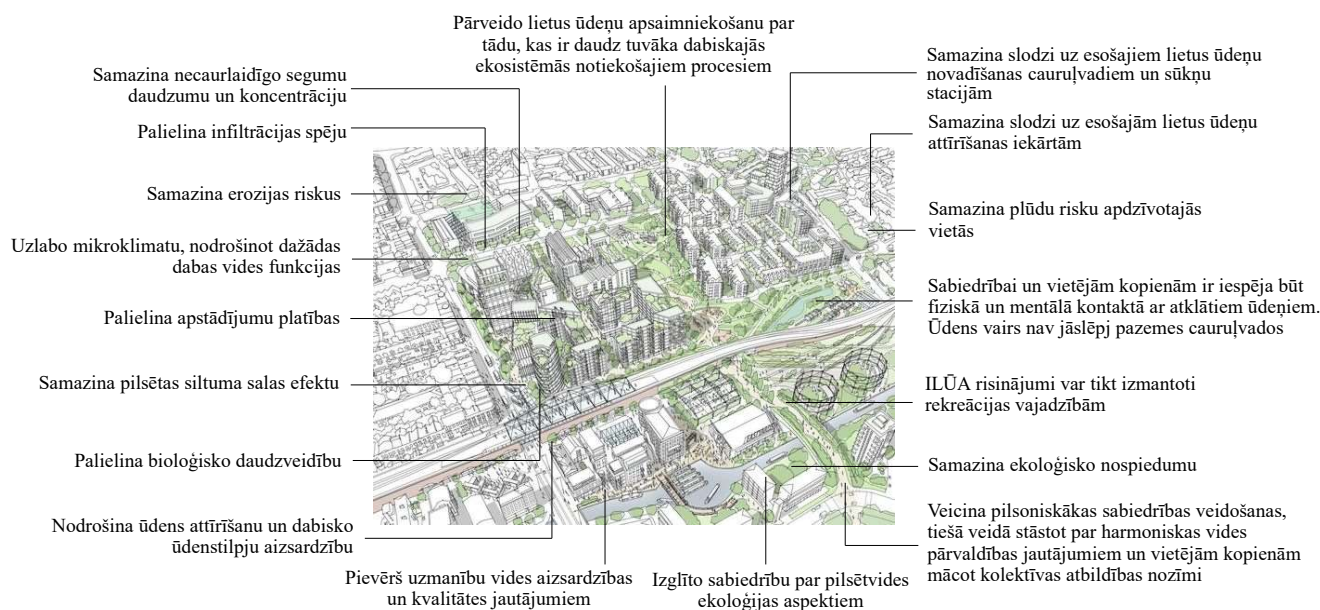 Pārveido lietus ūdeņu apsaimniekošanu par
tādu, kas ir daudz tuvāka dabiskajās
ekosistēmās notiekošajiem procesiem
Samazina necaurlaidīgo segumu
daudzumu un koncentrāciju
Palielina infiltrācijas spēju
Samazina erozijas riskus
Uzlabo mikroklimatu, nodrošinot dažādas
dabas vides funkcijas
Palielina apstādījumu platības
Samazina pilsētas siltuma salas efektu
Palielina bioloģisko daudzveidību
Nodrošina ūdens attīrīšanu un dabisko
ūdenstilpju aizsardzību
Pievērš uzmanību vides aizsardzības
un kvalitātes jautājumiem
Izglīto sabiedrību par pilsētvides
ekoloģijas aspektiem
Samazina slodzi uz esošajiem lietus ūdeņu
novadīšanas cauruļvadiem un sūkņu
stacijām
Samazina slodzi uz esošajām lietus ūdeņu
attīrīšanas iekārtām
Samazina plūdu risku apdzīvotajās
vietās
Sabiedrībai un vietējām kopienām ir iespēja būt
fiziskā un mentālā kontaktā ar atklātiem ūdeņiem.
Ūdens vairs nav jāslēpj pazemes cauruļvados
ILŪA risinājumi var tikt izmantoti
rekreācijas vajadzībām
Samazina ekoloģisko nospiedumu
Veicina pilsoniskākas sabiedrības veidošanas,
tiešā veidā stāstot par harmoniskas vides
pārvaldības jautājumiem un vietējām kopienām
mācot kolektīvas atbildības nozīmi